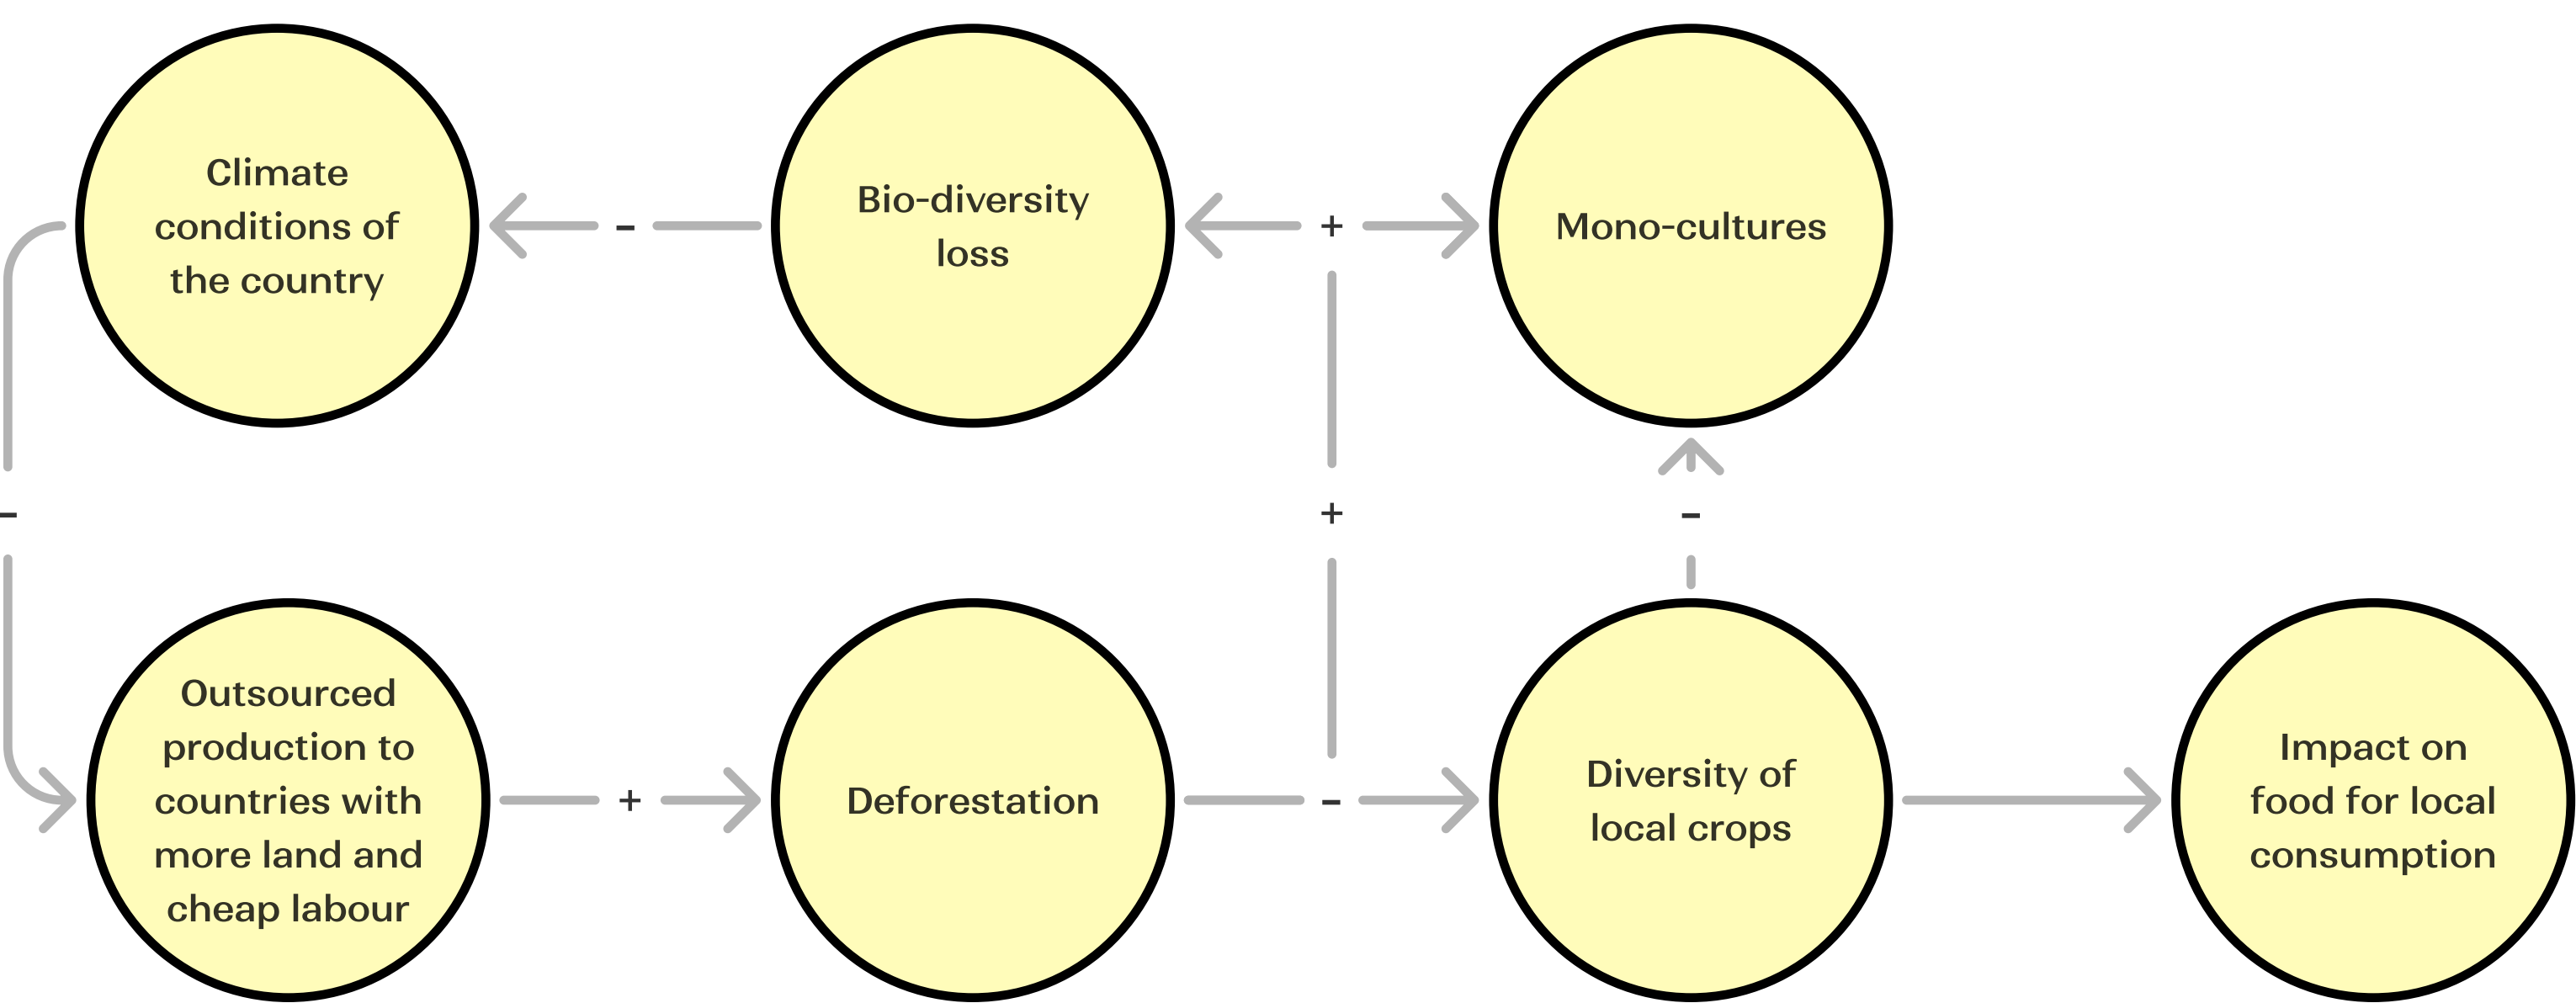 Climate
conditions of
the country
-
Bio-diversity
loss
+
Mono-cultures
-
+
-
Outsourced
production to
countries with
more land and
cheap labour
+
Deforestation
-
Diversity of
local crops
Impact on
food for local
consumption